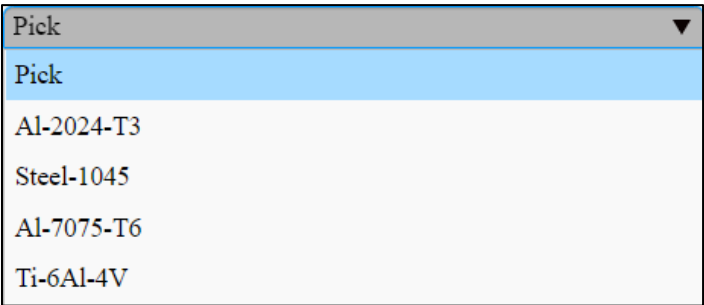 Pick
Pick
Al-2024-T3
Steel-1045
Al-7075-T6
Ti-6Al-4V